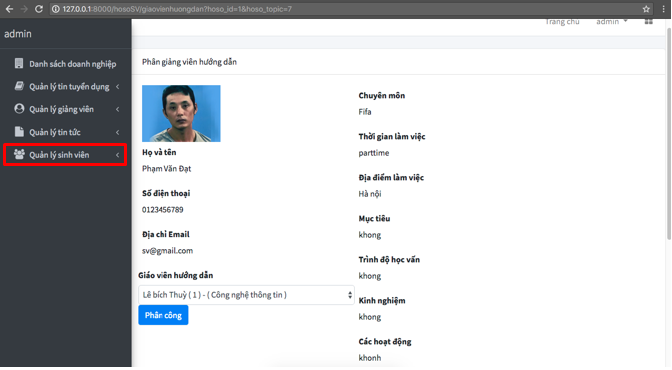 127.0.0.1:8000/hosoSV/giaovienhuongdan?hoso_id=1&hoso_topic=7
admin
Trang chủ
admin
Danh sách doanh nghiệp
Quản lý tin tuyển dụng
Quản lý giảng viên
Quản lý tin tức
Quản lý sinh viên
Phân giảng viên hướng dẫn
Họ và tên
Phạm Văn Đạt
Số điện thoại
0123456789
Địa chỉ Email
sv@gmail.com
Giáo viên hướng dẫn
Lê bích Thuỷ ( 1 ) - ( Công nghệ thông tin )
Phân công
Chuyên môn
Fifa
Thời gian làm việc
parttime
Địa điểm làm việc
Hà nội
Mục tiêu
khong
Trình độ học vấn
khong
Kinh nghiệm
khong
Các hoạt động
khonh